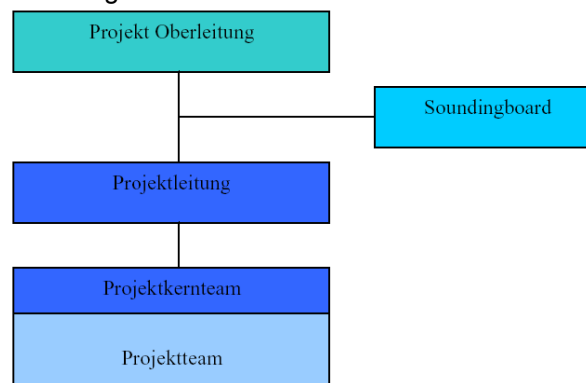 Projekt Oberleitung
Soundingboard
Projektleitung
Projektkernteam
Projektteam